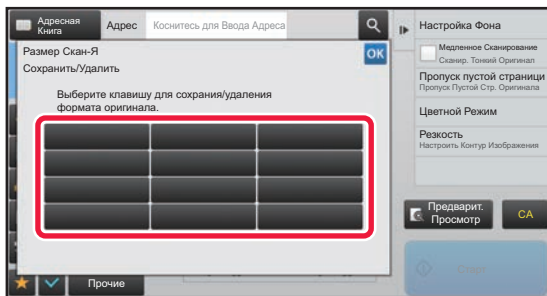 Адресная
Книга
Адрес
Коснитесь для Ввода Адреса
Настройка Фона
Размер Скан-Я
OK
Медленное Сканирование
Сканир. Тонкий Оригинал
Сохранить/Удалить
Пропуск пустой страници
Пропуск Пустой Стр. Оригинала
Выберите клавишу для сохрания/удаления
формата оригинала.
Цветной Режим
Резкость
Настроить Контур Изображения
Предварит.
Просмотр
CA
Старт
Прочие